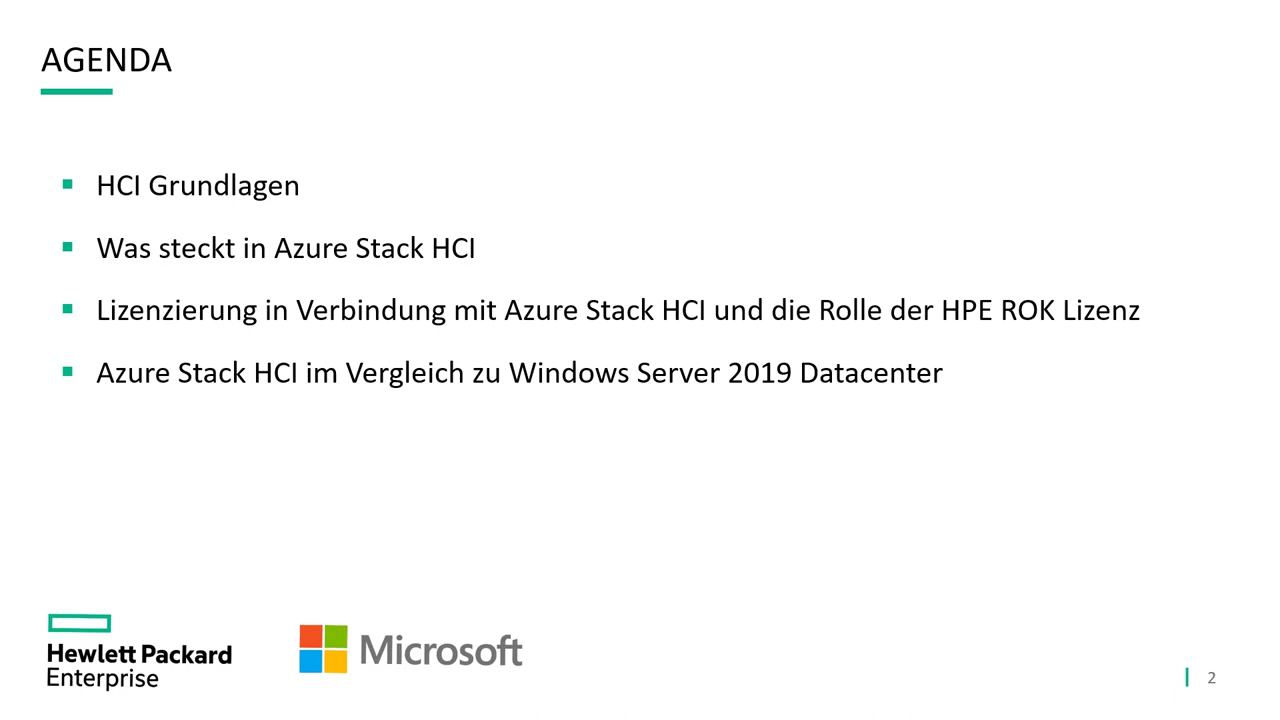 AGENDA
HCI Grundlagen
Was steckt in Azure Stack HCI
Lizenzierung in Verbindung mit Azure Stack HCI und die Rolle der HPE ROK Lizenz
Azure Stack HCI im Vergleich zu Windows Server 2019 Datacenter
Hewlett Packard
Enterprise
Microsoft
2